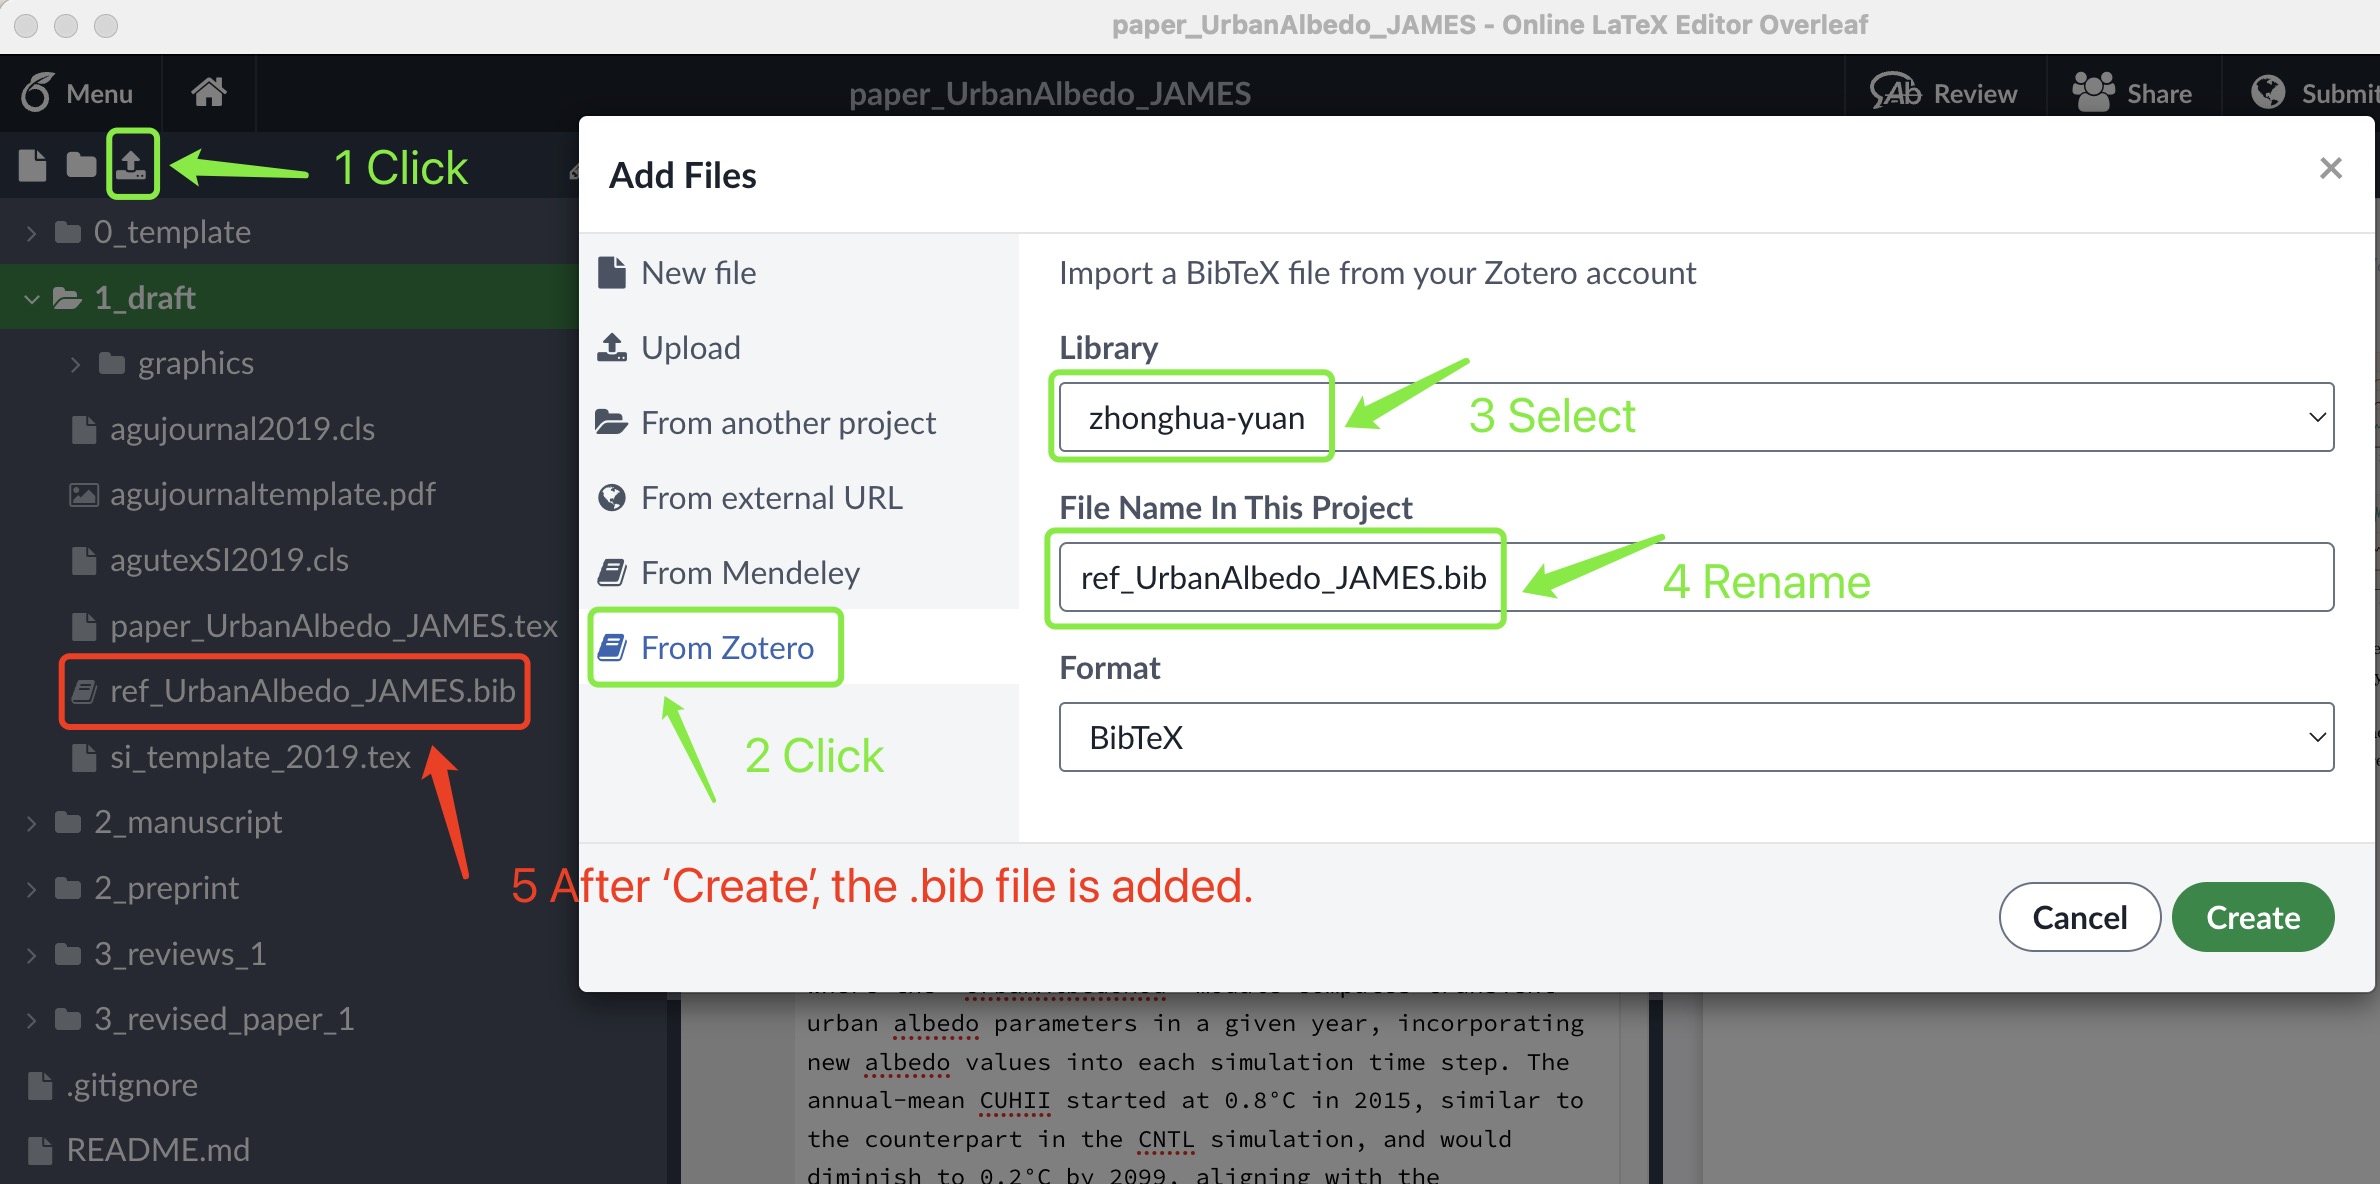 paper_UrbanAlbedo_JAMES - Online LaTeX Editor Overleaf
Menu
paper_UrbanAlbedo_JAMES
Review
Share
Submit
1 Click
0_template
1_draft
graphics
agujournal2019.cls
agujournaltemplate.pdf
agutexSI2019.cls
paper_UrbanAlbedo_JAMES.tex
ref_UrbanAlbedo_JAMES.bib
si_template_2019.tex
2_manuscript
2_preprint
3_reviews_1
3_revised_paper_1
.gitignore
README.md
Add Files
×
New file
Upload
From another project
From external URL
From Mendeley
From Zotero
2 Click
Import a BibTeX file from your Zotero account
Library
zhonghua-yuan
3 Select
File Name In This Project
ref_UrbanAlbedo_JAMES.bib
4 Rename
Format
BibTeX
5 After ‘Create’, the .bib file is added.
Cancel
Create
urban albedo parameters in a given year, incorporating
new albedo values into each simulation time step. The
annual-mean CUHII started at 0.8°C in 2015, similar to
the counterpart in the CNTL simulation, and would
diminish to 0.2°C by 2099, aligning with the